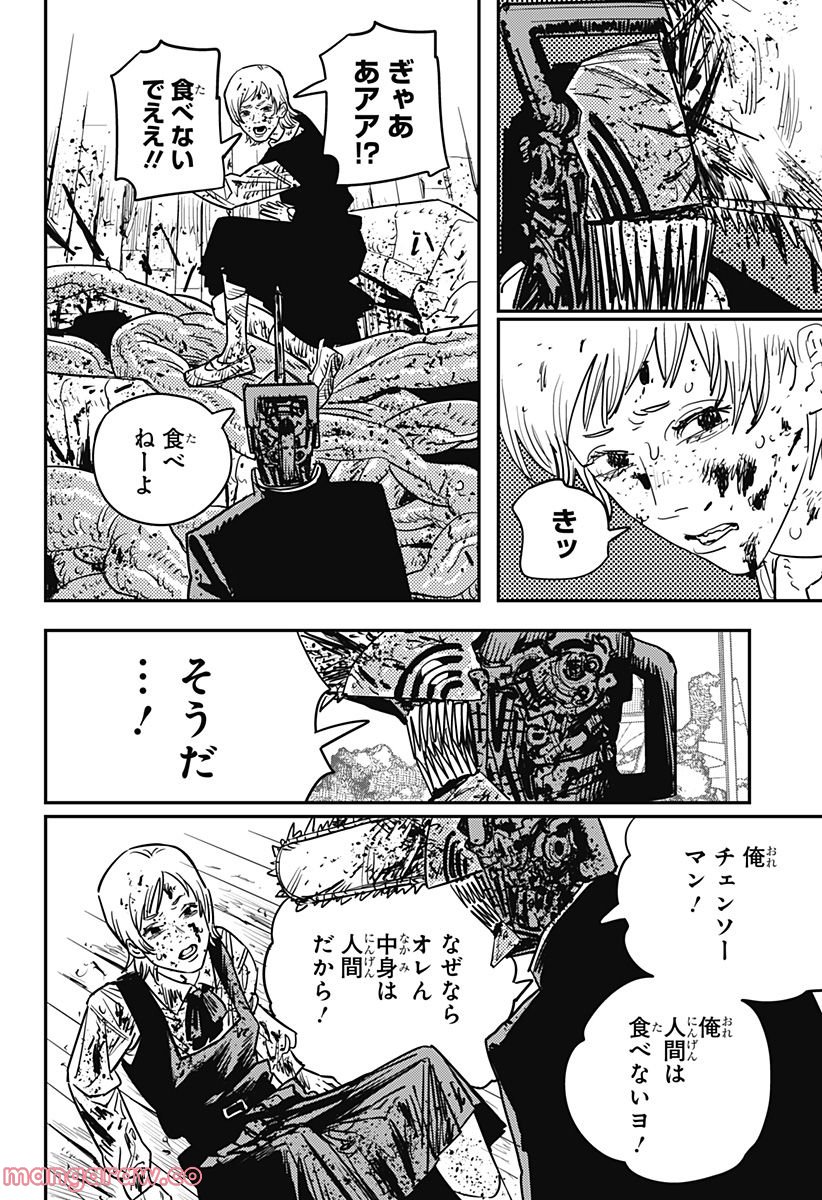 きッ
ぎゃあ
あアア!?
食べない
でええ!!
食べ
ねーよ
そうだ
…!
俺
チェンソー
マン!
俺
人間は
食べないヨ!
なぜなら
オレん
中身は
人間
だから!
mangaraw.co